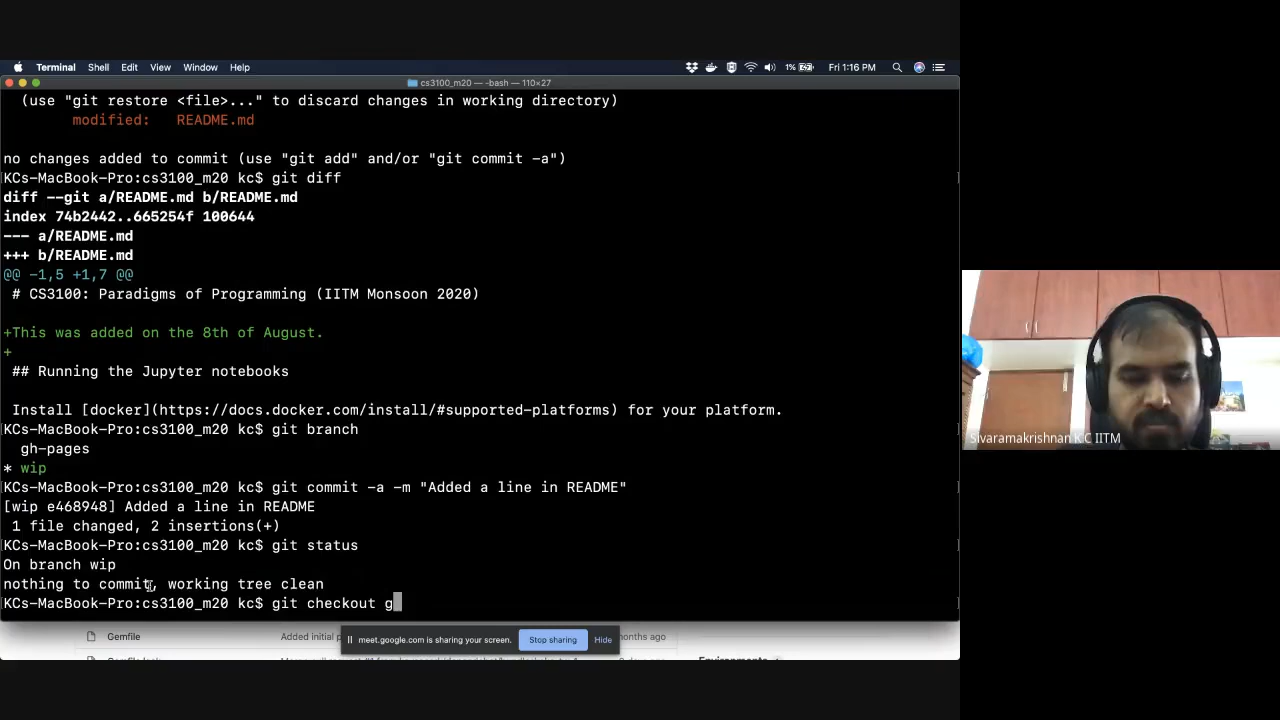 Terminal Shell Edit View Window Help 1% Fri 1:16 PM
cs3100_m20 — -bash — 110×27
(use "git restore <file>..." to discard changes in working directory)
modified: README.md
no changes added to commit (use "git add" and/or "git commit -a")
KCs-MacBook-Pro:cs3100_m20 kc$ git diff
diff --git a/README.md b/README.md
index 74b2442..665254f 100644
--- a/README.md
+++ b/README.md
@@ -1,5 +1,7 @@
# CS3100: Paradigms of Programming (IITM Monsoon 2020)
+This was added on the 8th of August.
+
## Running the Jupyter notebooks
Install [docker](https://docs.docker.com/install/#supported-platforms) for your platform.
KCs-MacBook-Pro:cs3100_m20 kc$ git branch
gh-pages
* wip
KCs-MacBook-Pro:cs3100_m20 kc$ git commit -a -m "Added a line in README"
[wip e468948] Added a line in README
1 file changed, 2 insertions(+)
KCs-MacBook-Pro:cs3100_m20 kc$ git status
On branch wip
nothing to commit, working tree clean
KCs-MacBook-Pro:cs3100_m20 kc$ git checkout g
Gemfile Added initial months ago
meet.google.com is sharing your screen. Stop sharing Hide
Sivaramakrishnan K C IITM